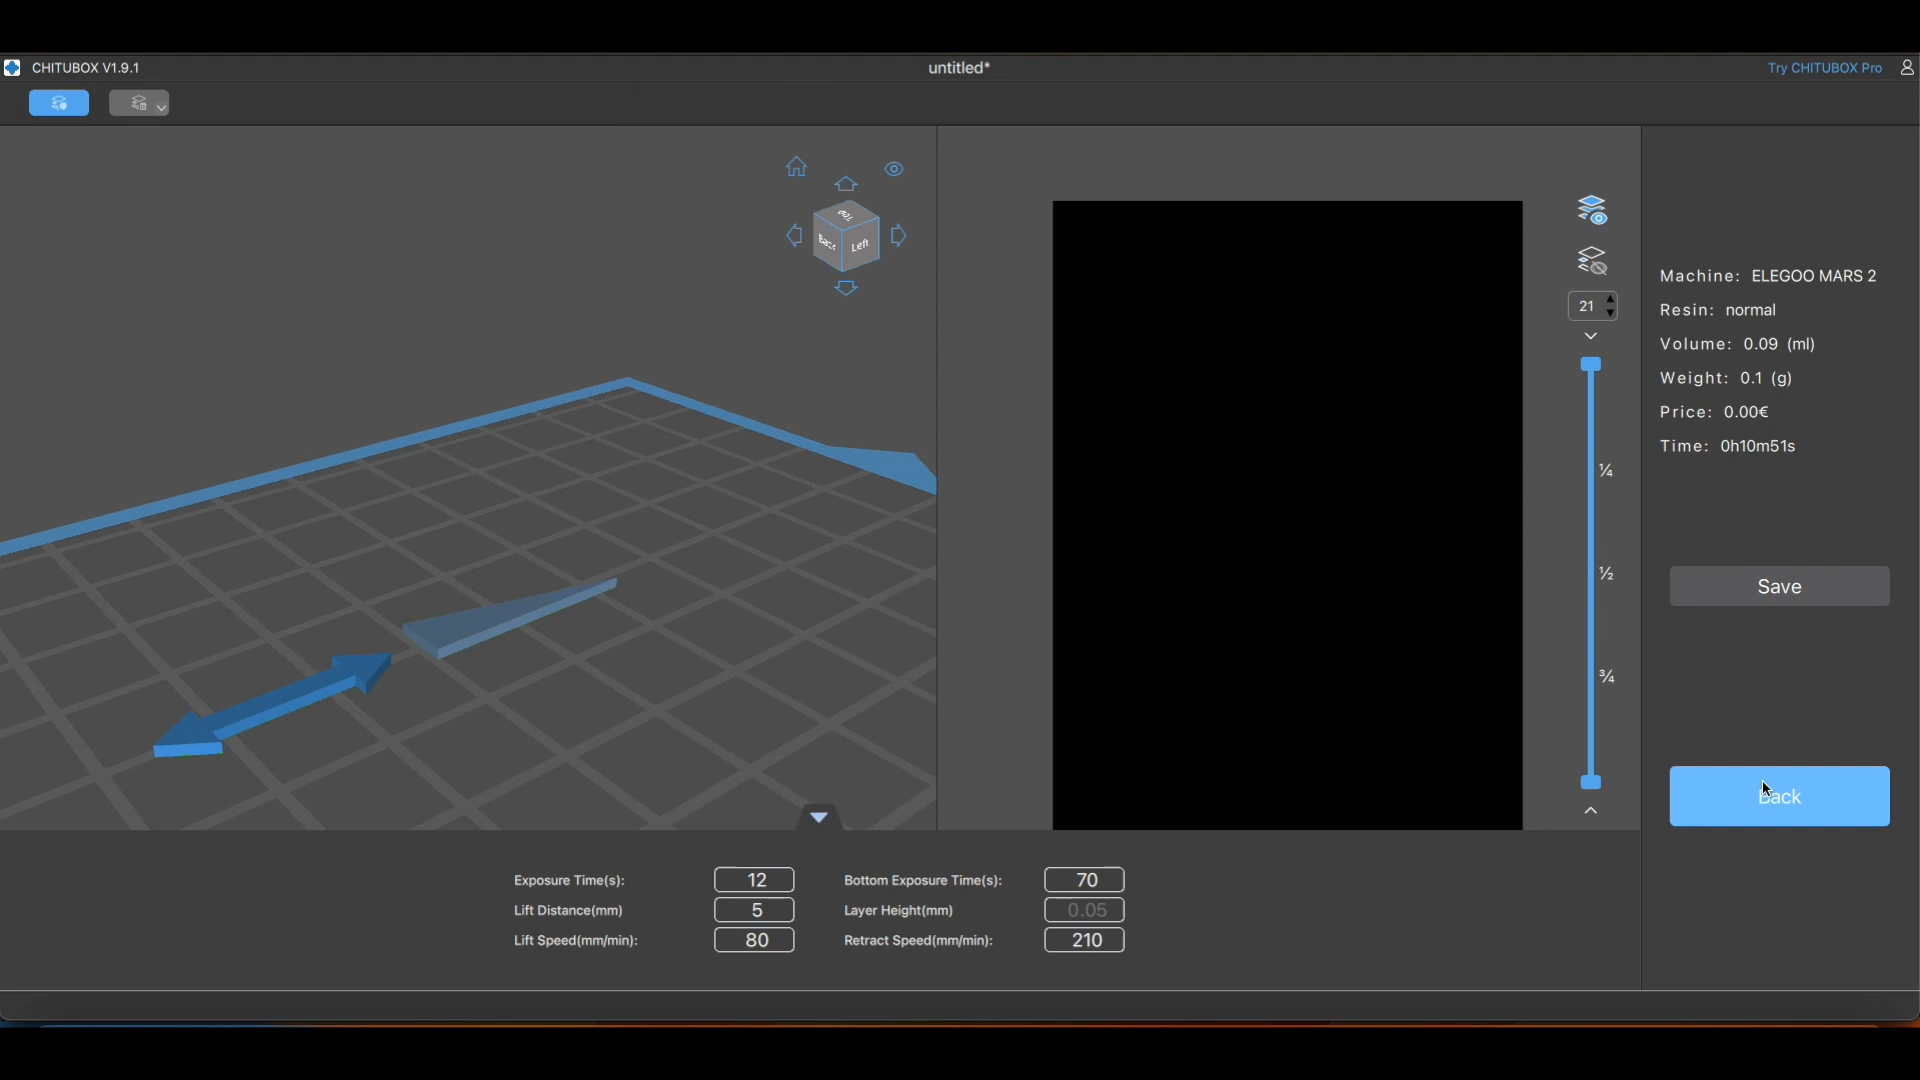 CHITUBOX V1.9.1
untitled*
Try CHITUBOX Pro
Top
Back
Left
21
¼
½
¾
Machine: ELEGOO MARS 2
Resin: normal
Volume: 0.09 (ml)
Weight: 0.1 (g)
Price: 0.00€
Time: 0h10m51s
Save
Back
Exposure Time(s): 12
Bottom Exposure Time(s): 70
Lift Distance(mm) 5
Layer Height(mm) 0.05
Lift Speed(mm/min): 80
Retract Speed(mm/min): 210